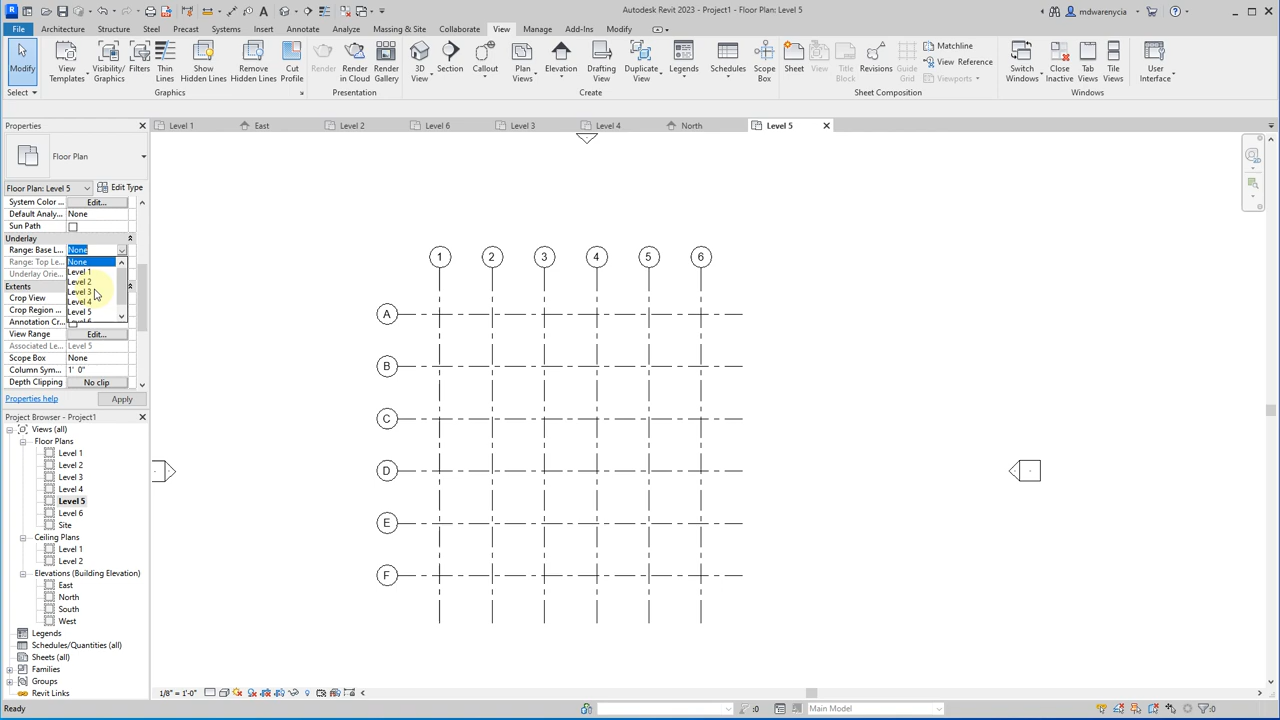 Autodesk Revit 2023 - Project1 - Floor Plan: Level 5
mdwarenycia
File Architecture Structure Steel Precast Systems Insert Annotate Analyze Massing & Site Collaborate View Manage Add-Ins Modify
Modify
View Templates
Visibility/ Graphics
Filters
Thin Lines
Show Hidden Lines
Remove Hidden Lines
Cut Profile
Render
Render in Cloud
Render Gallery
3D View
Section
Callout
Plan Views
Elevation
Drafting View
Duplicate View
Legends
Schedules
Scope Box
Sheet
View
Title Block
Revisions
Guide Grid
Matchline
View Reference
Viewports
Switch Windows
Close Inactive
Tab Views
Tile Views
User Interface
Select Graphics Presentation Create Sheet Composition Windows
Properties
Level 1 East Level 2 Level 6 Level 3 Level 4 North Level 5
Floor Plan
Floor Plan: Level 5 Edit Type
System Color ... Edit...
Default Analy... None
Sun Path
Underlay
Range: Base L... None
Range: Top Le...
Underlay Orie...
None
Level 1
Level 2
Level 3
Level 4
Level 5
Level 6
Extents
Crop View
Crop Region ...
Annotation Cr...
View Range Edit...
Associated Le... Level 5
Scope Box None
Column Sym... 1' 0"
Depth Clipping No clip
Properties help Apply
Project Browser - Project1
Views (all)
Floor Plans
Level 1
Level 2
Level 3
Level 4
Level 5
Level 6
Site
Ceiling Plans
Level 1
Level 2
Elevations (Building Elevation)
East
North
South
West
Legends
Schedules/Quantities (all)
Sheets (all)
Families
Groups
Revit Links
1 2 3 4 5 6
A
B
C
D
E
F
1/8" = 1'-0"
Ready
:0
Main Model
:0